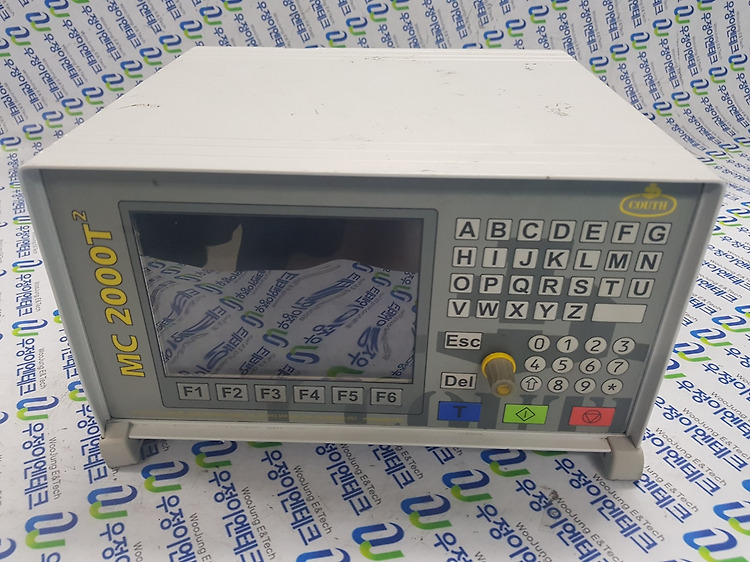 COUTH
MC 2000T²
A B C D E F G
H I J K L M N
O P Q R S T U
V W X Y Z
Esc 0 1 2 3
4 5 6 7
Del ⇧ 8 9 *
F1 F2 F3 F4 F5 F6
T
우정이엔테크
WooJung E&Tech